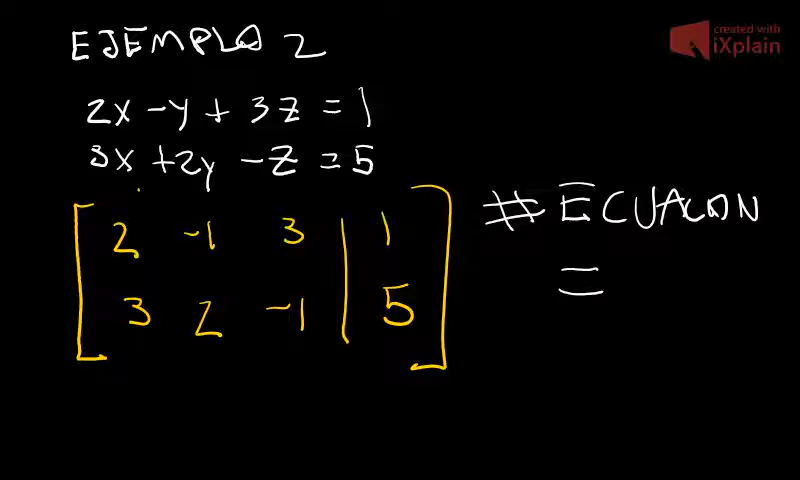 EJEMPLO 2
created with
iXplain
2x - y + 3z = 1
3x + 2y - z = 5
2 -1 3 | 1
3 2 -1 | 5
# ECUACON
=